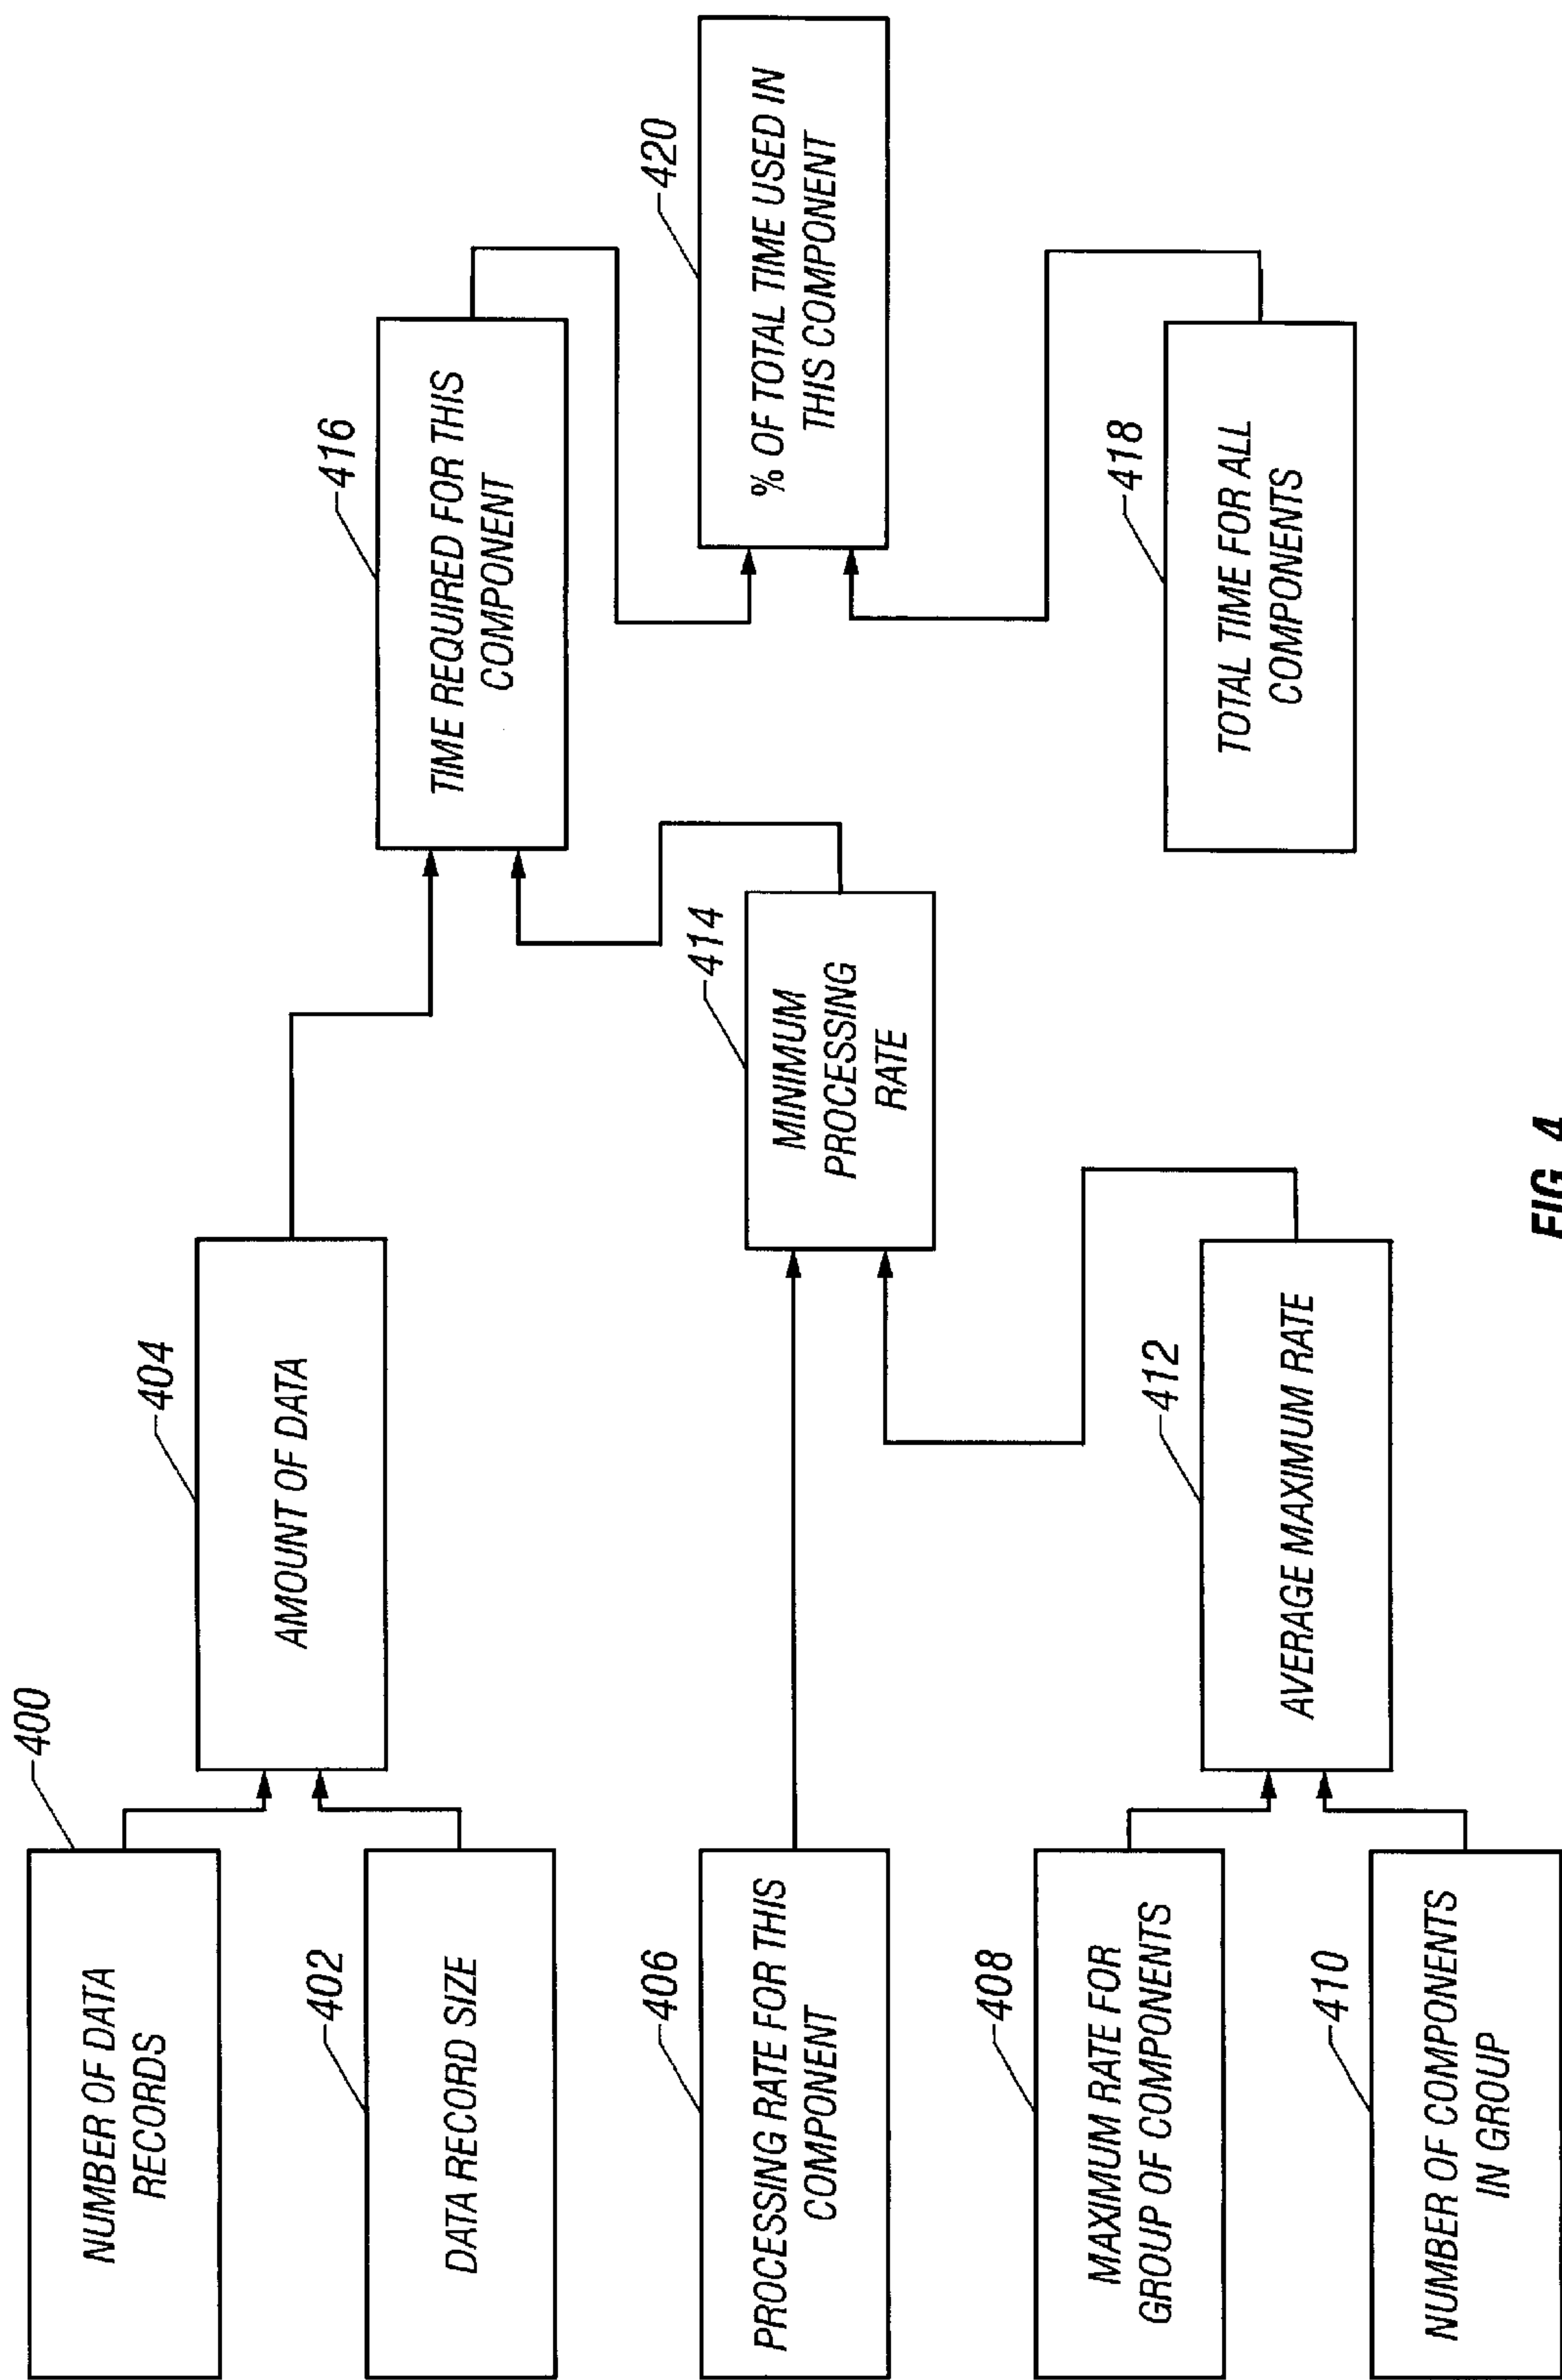 400
NUMBER OF DATA
RECORDS
402
DATA RECORD SIZE
404
AMOUNT OF DATA
406
PROCESSING RATE FOR THIS
COMPONENT
408
MAXIMUM RATE FOR
GROUP OF COMPONENTS
410
NUMBER OF COMPONENTS
IN GROUP
412
AVERAGE MAXIMUM RATE
414
MINIMUM
PROCESSING
RATE
416
TIME REQUIRED FOR THIS
COMPONENT
418
TOTAL TIME FOR ALL
COMPONENTS
420
% OF TOTAL TIME USED IN
THIS COMPONENT
FIG. 4